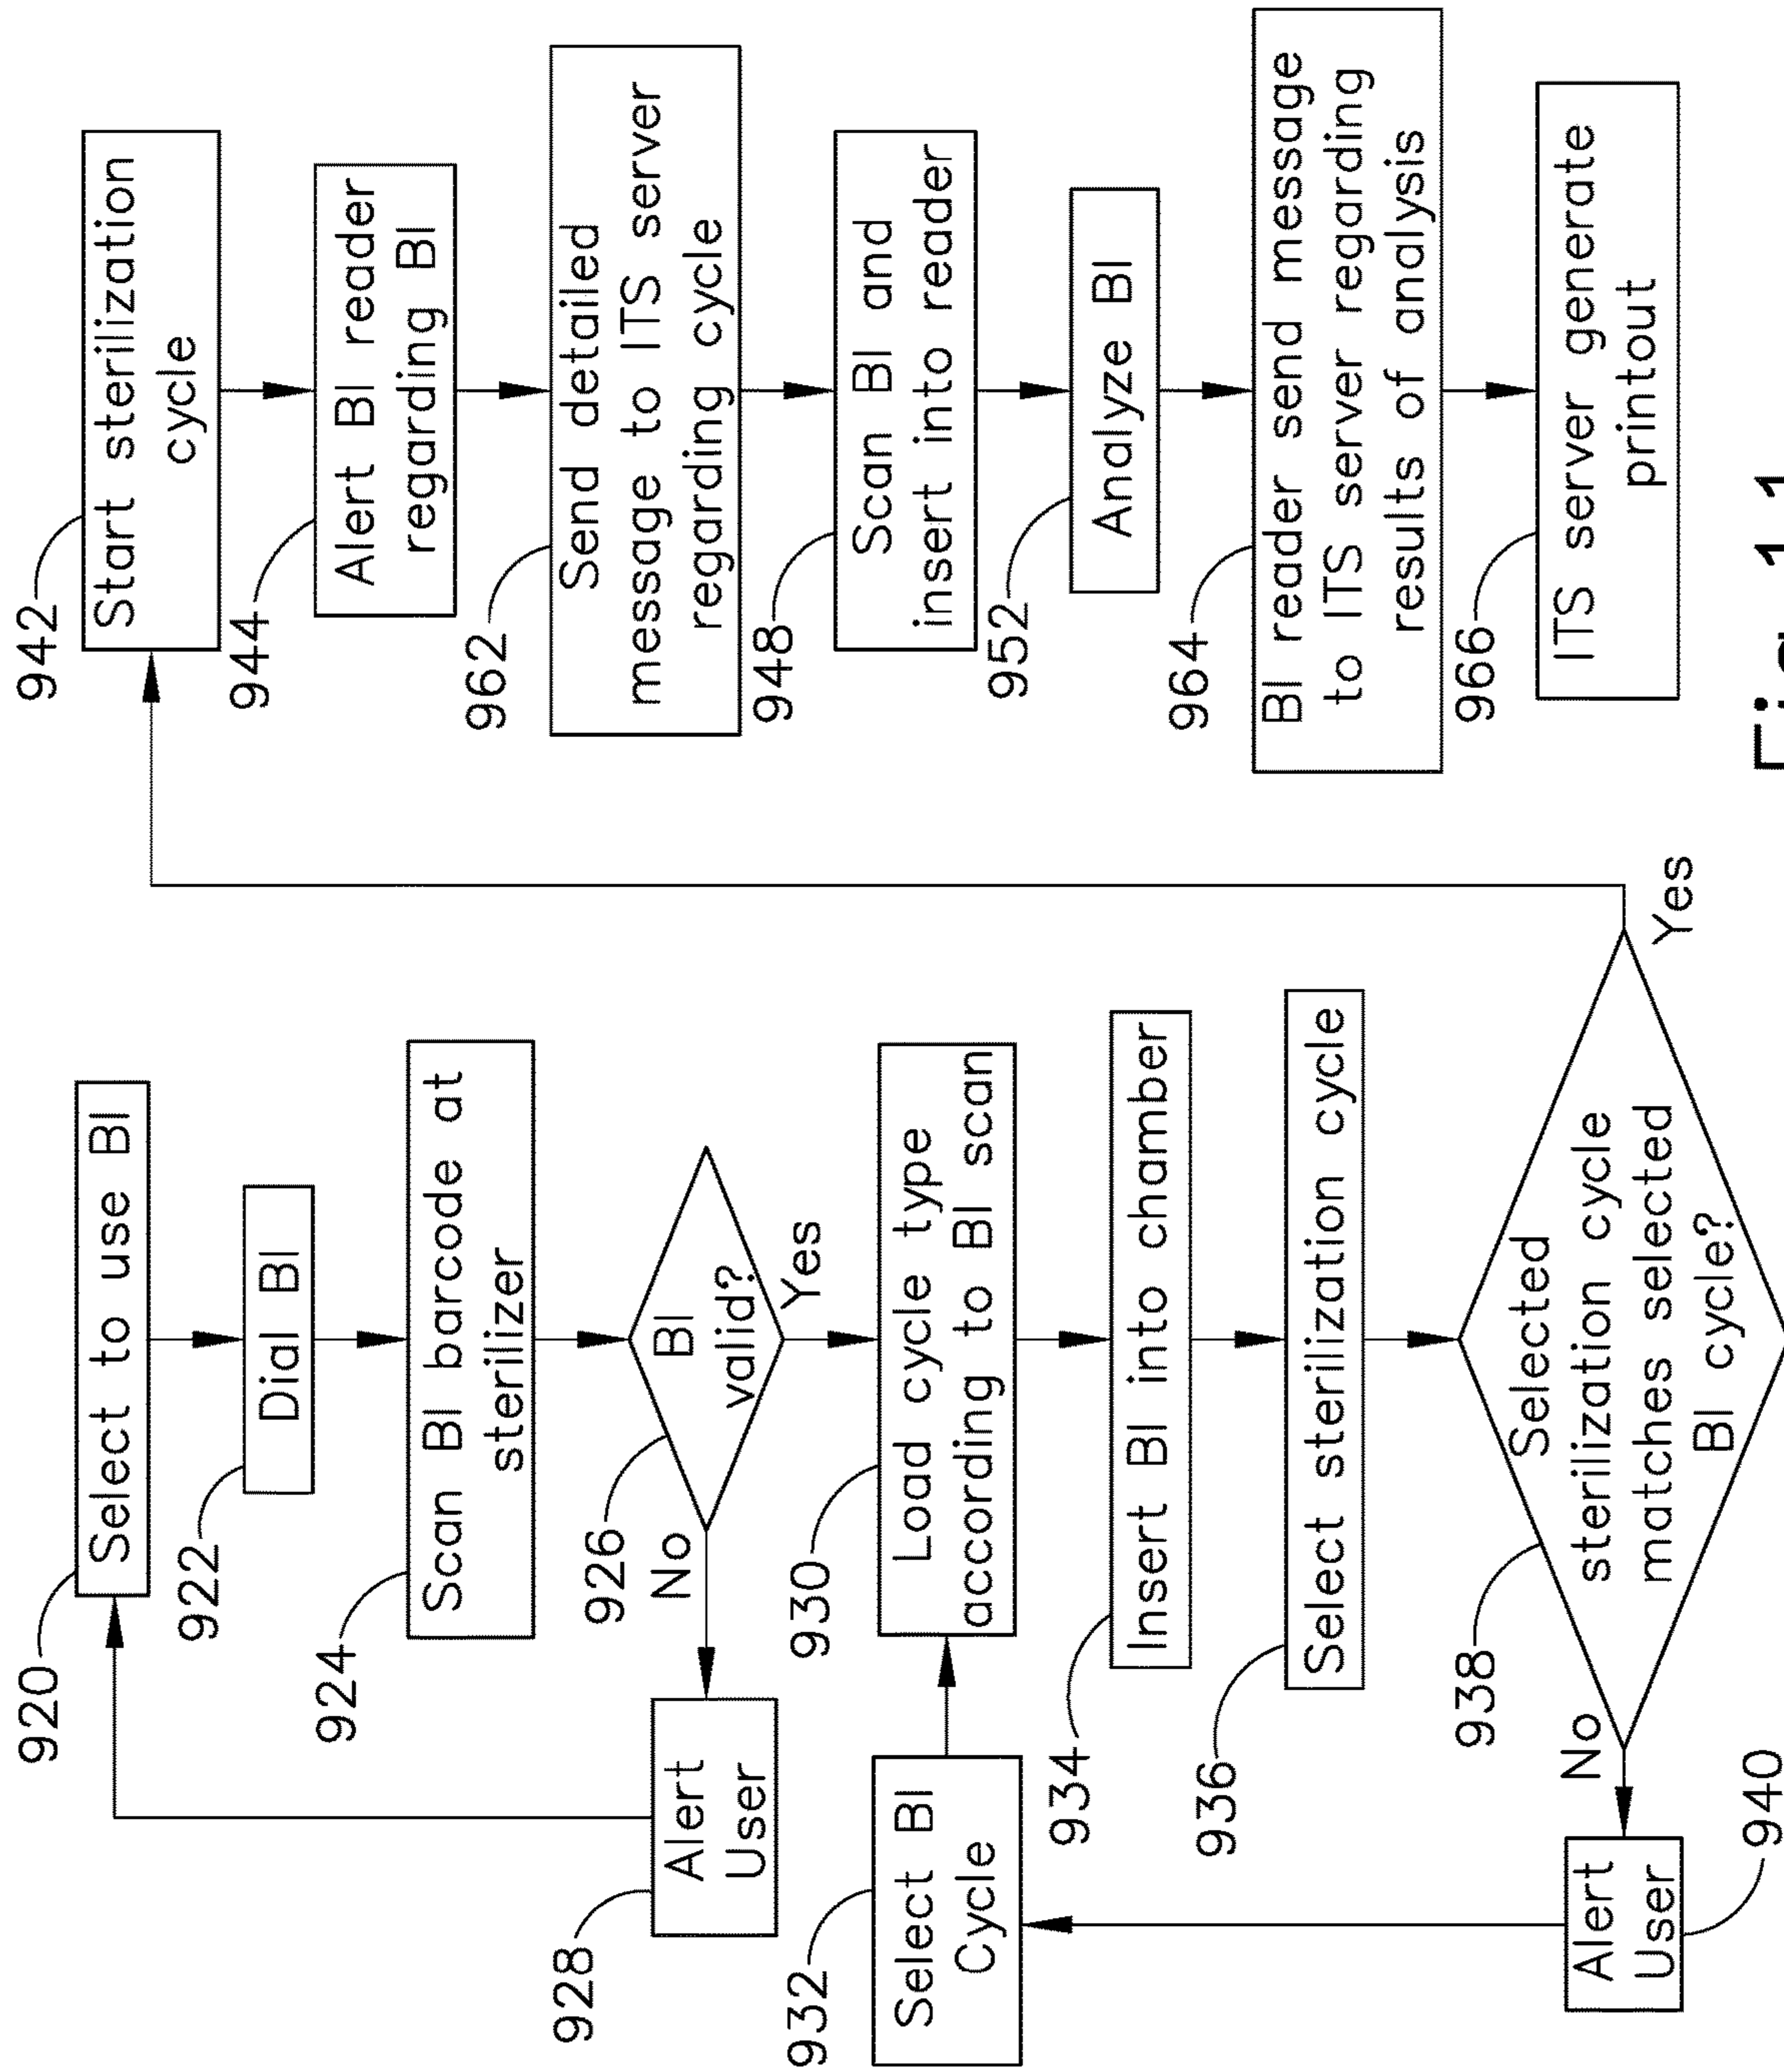 920
Select to use BI
922
Dial BI
924
Scan BI barcode at
sterilizer
926
BI
valid?
No
Yes
928
Alert
User
930
Load cycle type
according to BI scan
932
Select BI
Cycle
934
Insert BI into chamber
936
Select sterilization cycle
938
Selected
sterilization cycle
matches selected
BI cycle?
No
Yes
940
Alert
User
942
Start sterilization
cycle
944
Alert BI reader
regarding BI
962
Send detailed
message to ITS server
regarding cycle
948
Scan BI and
insert into reader
952
Analyze BI
964
BI reader send message
to ITS server regarding
results of analysis
966
ITS server generate
printout
Fig.11